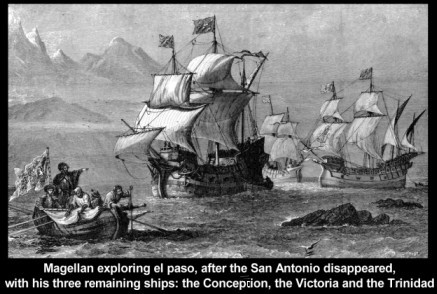 Magellan exploring el paso, after the San Antonio disappeared,
with his three remaining ships: the Conception, the Victoria and the Trinidad